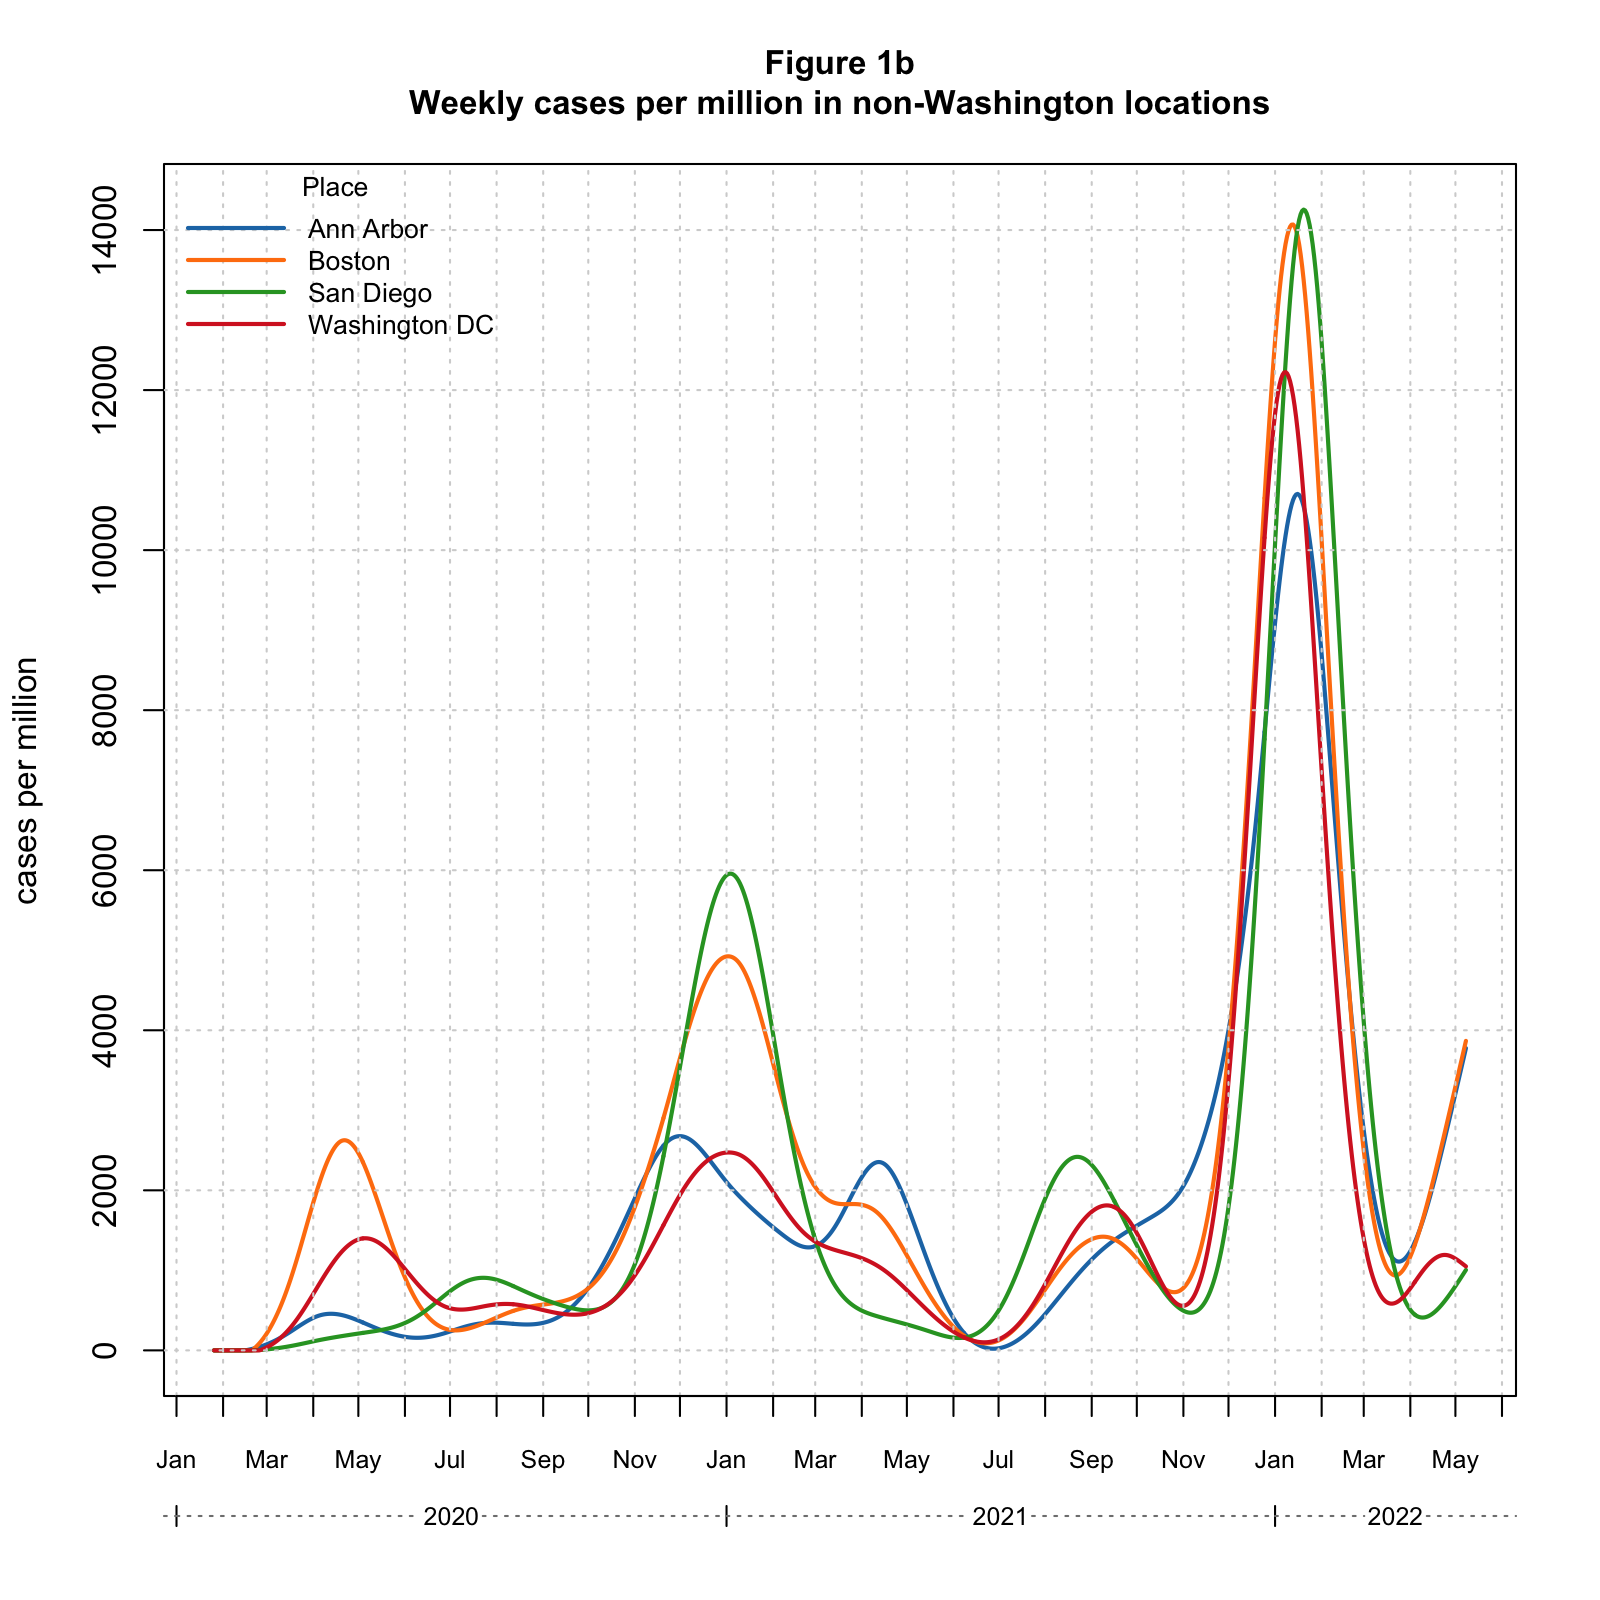 Figure 1b
Weekly cases per million in non-Washington locations
Place
Ann Arbor
Boston
San Diego
Washington DC
cases per million
14000
12000
10000
8000
6000
4000
2000
0
Jan Mar May Jul Sep Nov Jan Mar May Jul Sep Nov Jan Mar May
2020 2021 2022